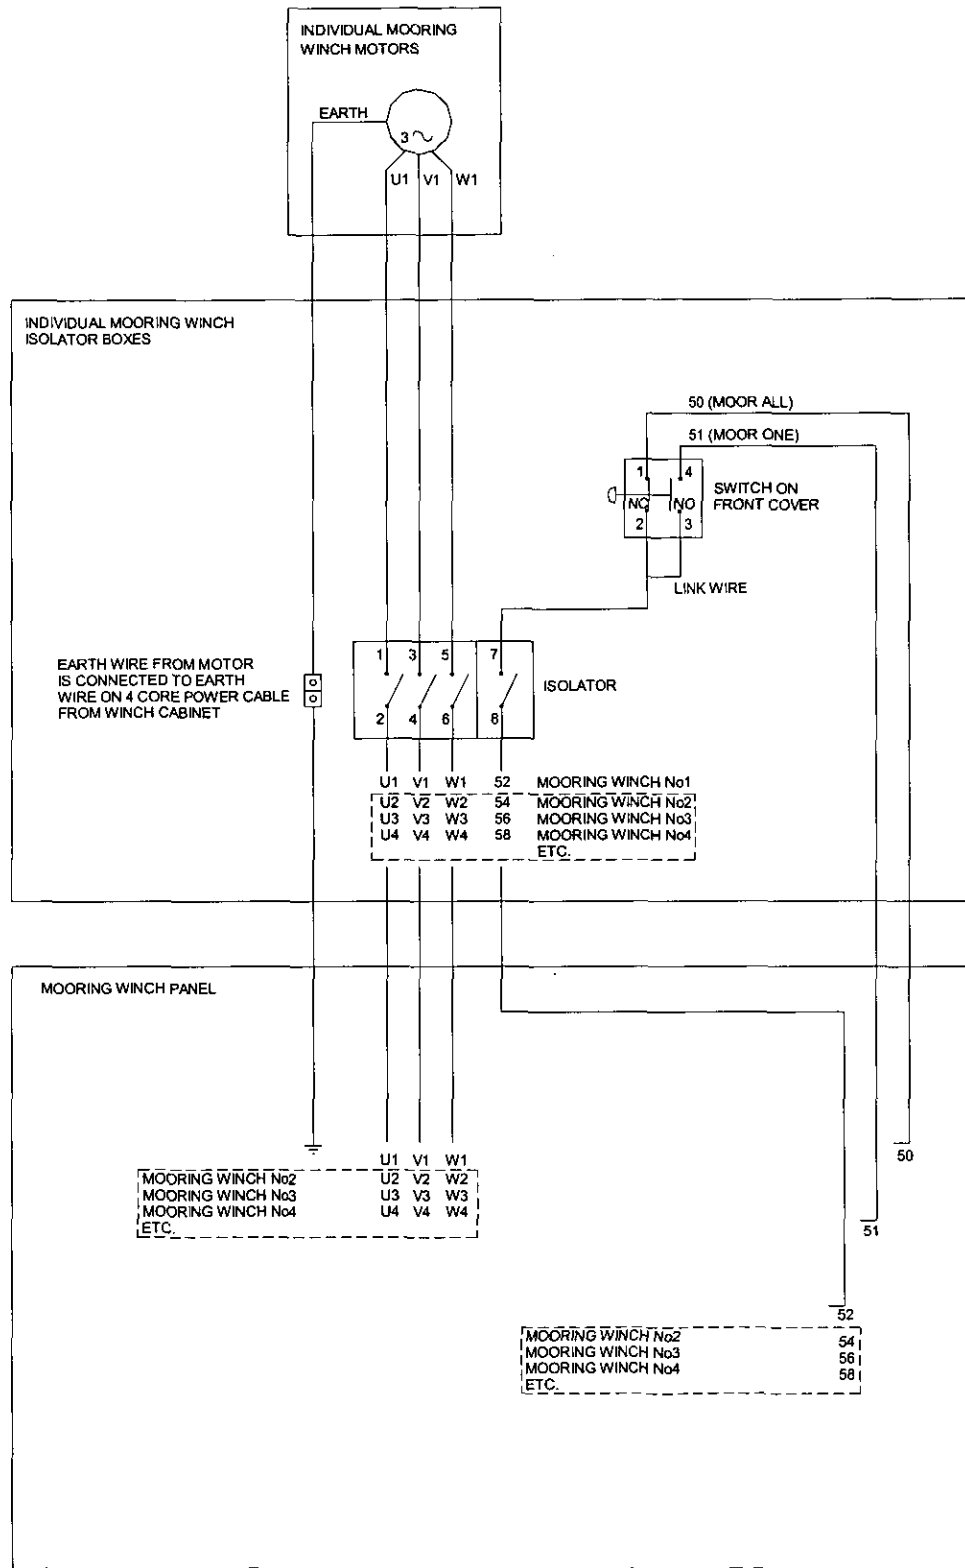 INDIVIDUAL MOORING
WINCH MOTORS
EARTH
3
U1 V1 W1
INDIVIDUAL MOORING WINCH
ISOLATOR BOXES
50 (MOOR ALL)
51 (MOOR ONE)
1 4
SWITCH ON
FRONT COVER
NC NO
2 3
LINK WIRE
EARTH WIRE FROM MOTOR
IS CONNECTED TO EARTH
WIRE ON 4 CORE POWER CABLE
FROM WINCH CABINET
1 3 5 7
ISOLATOR
2 4 6 8
U1 V1 W1 52 MOORING WINCH No1
U2 V2 W2 54 MOORING WINCH No2
U3 V3 W3 56 MOORING WINCH No3
U4 V4 W4 58 MOORING WINCH No4
ETC.
MOORING WINCH PANEL
50
U1 V1 W1
MOORING WINCH No2 U2 V2 W2
MOORING WINCH No3 U3 V3 W3
MOORING WINCH No4 U4 V4 W4
ETC.
51
52
MOORING WINCH No2 54
MOORING WINCH No3 56
MOORING WINCH No4 58
ETC.